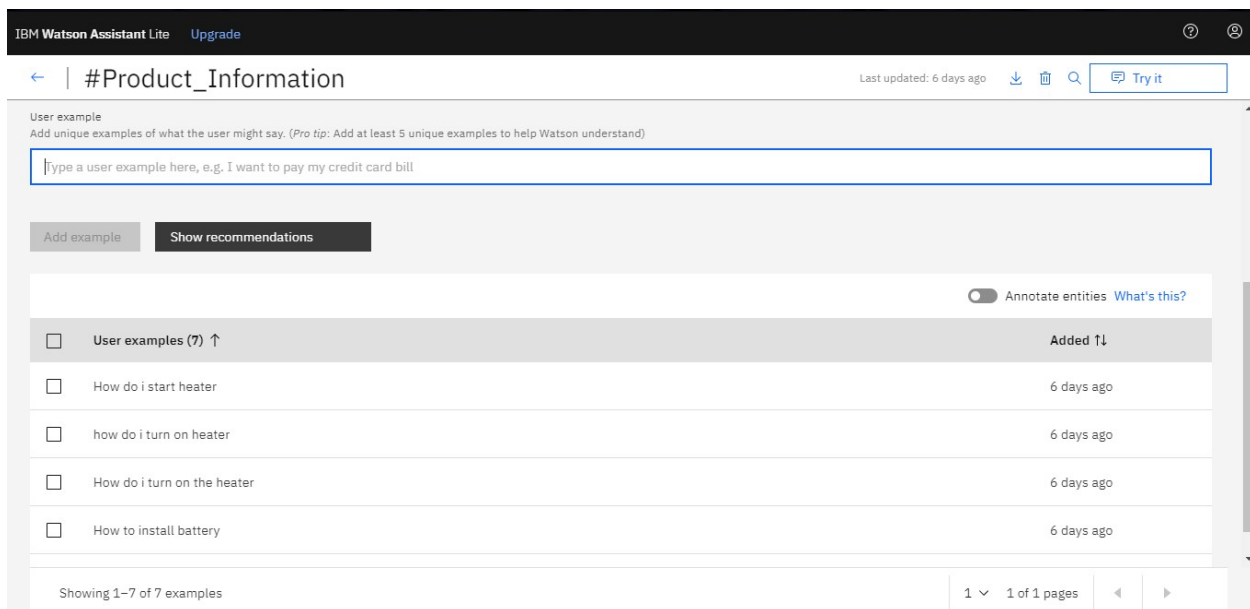 IBM Watson Assistant Lite Upgrade
#Product_Information Last updated: 6 days ago Try it
User example
Add unique examples of what the user might say. (Pro tip: Add at least 5 unique examples to help Watson understand)
Type a user example here, e.g. I want to pay my credit card bill
Add example Show recommendations
Annotate entities What's this?
User examples (7) ↑ Added ↑↓
How do i start heater 6 days ago
how do i turn on heater 6 days ago
How do i turn on the heater 6 days ago
How to install battery 6 days ago
Showing 1–7 of 7 examples 1 1 of 1 pages